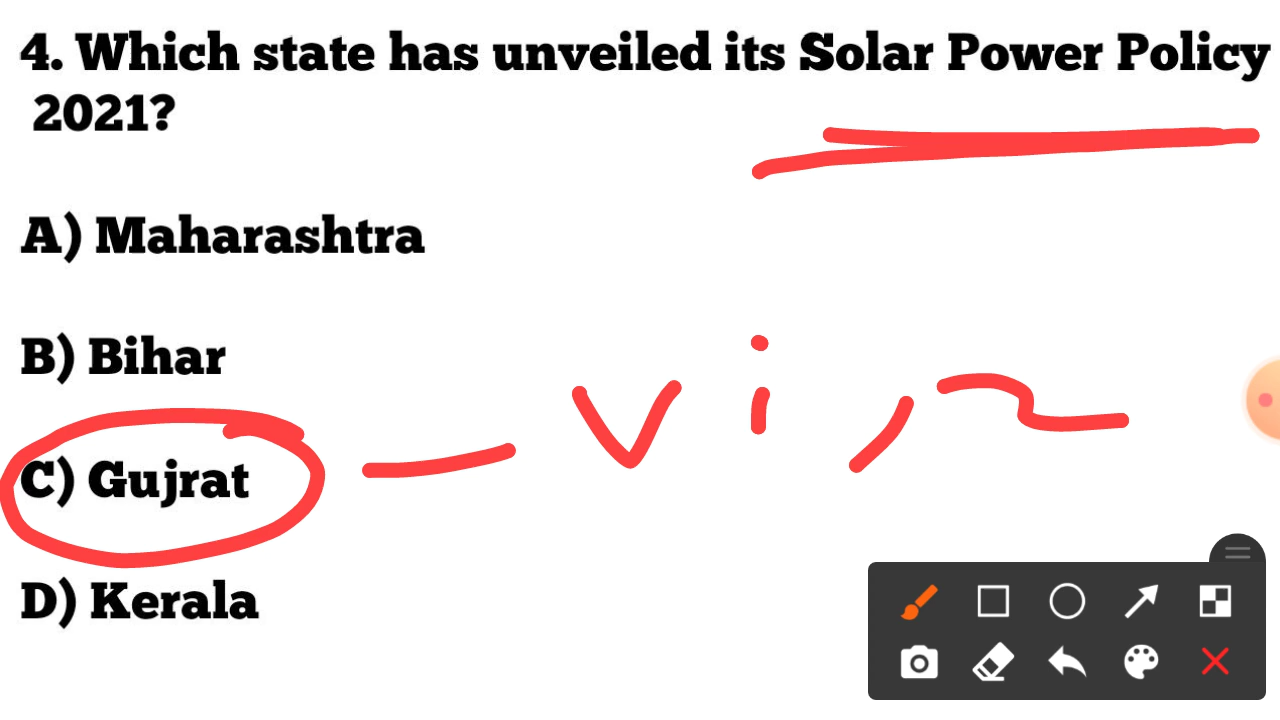 4. Which state has unveiled its Solar Power Policy
2021?
A) Maharashtra
B) Bihar
C) Gujrat
D) Kerala